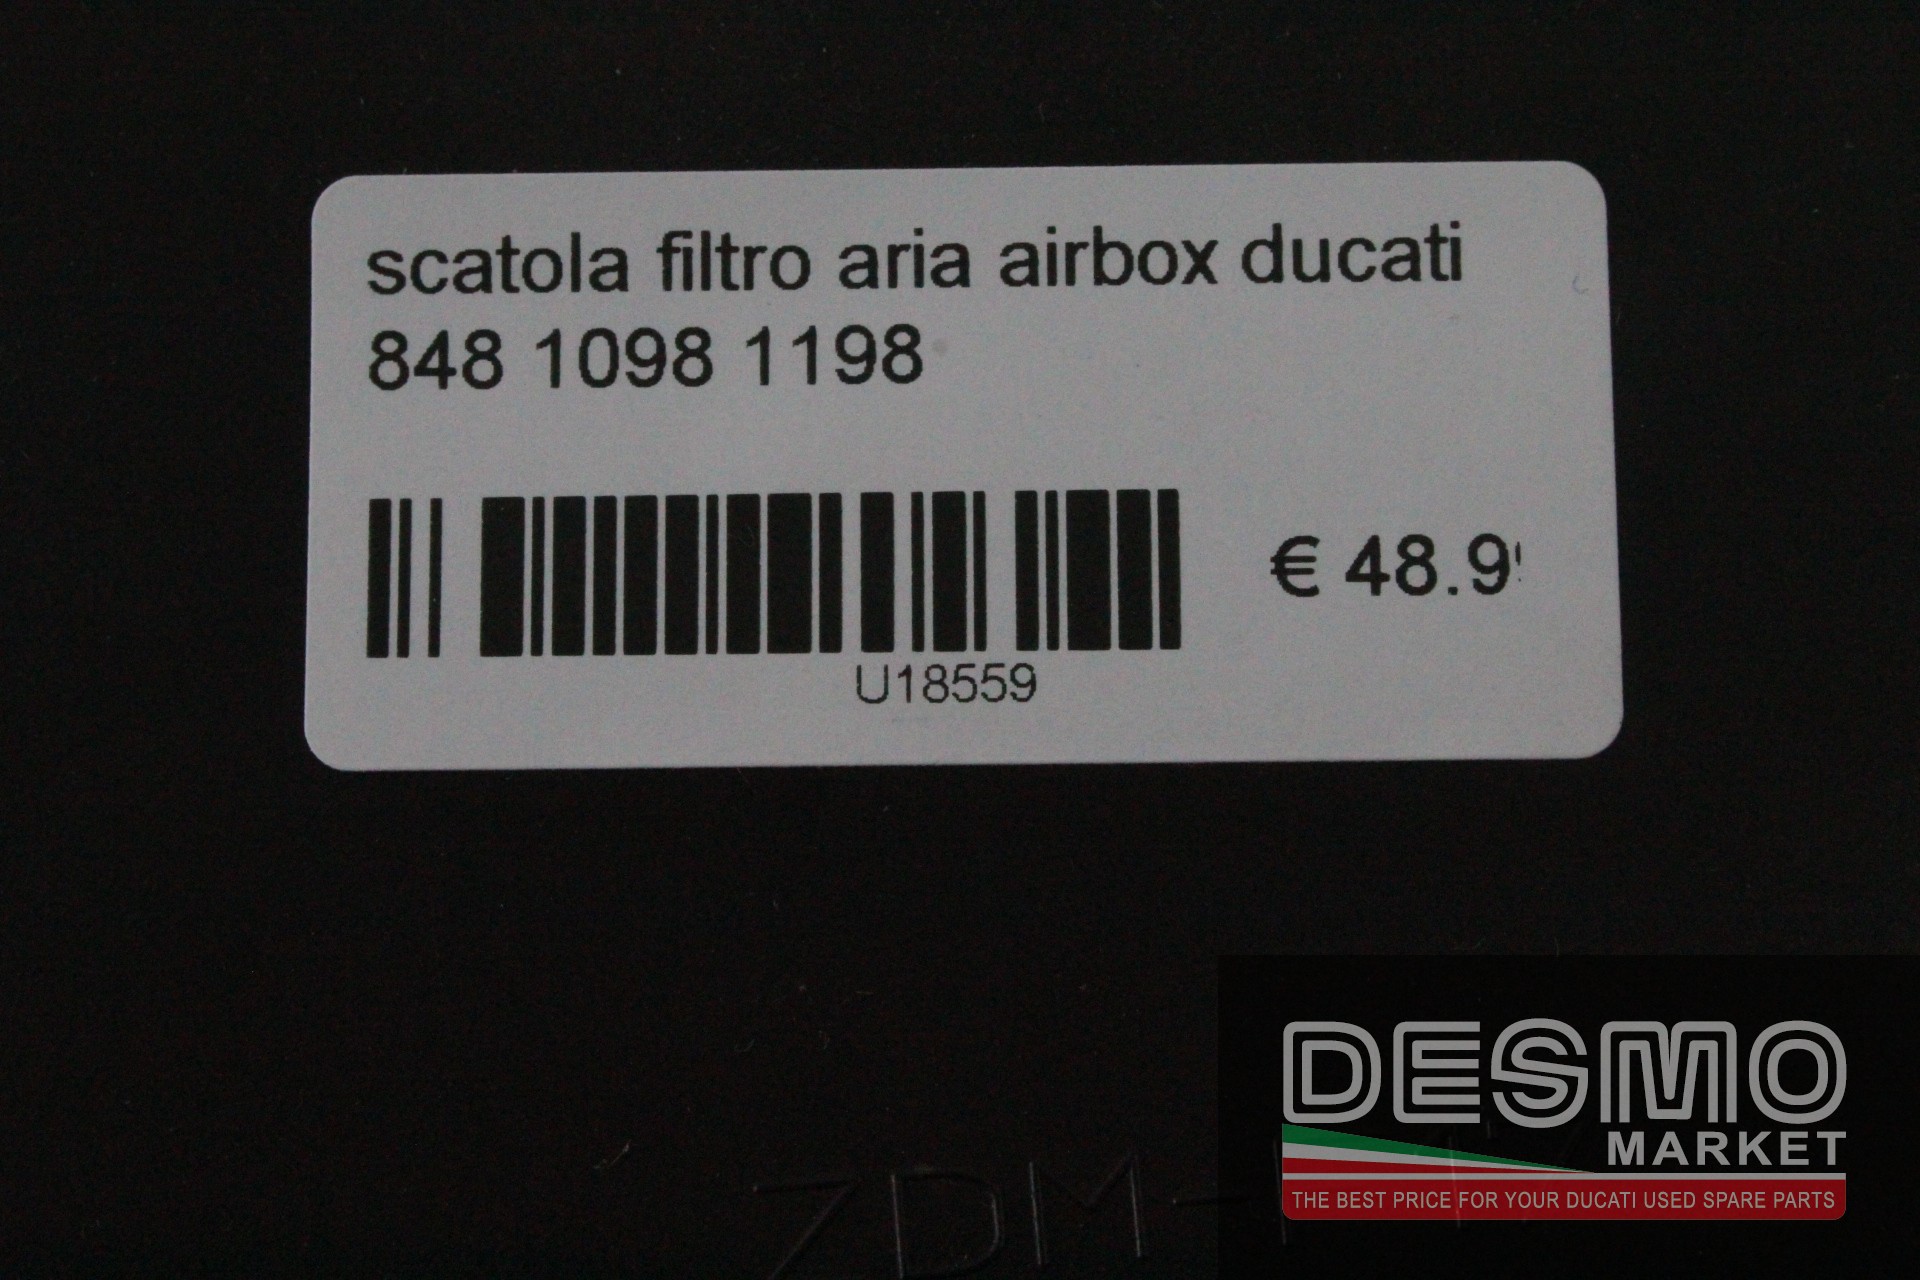 scatola filtro aria airbox ducati
848 1098 1198
€ 48.9
U18559
DESMO
MARKET
THE BEST PRICE FOR YOUR DUCATI USED SPARE PARTS